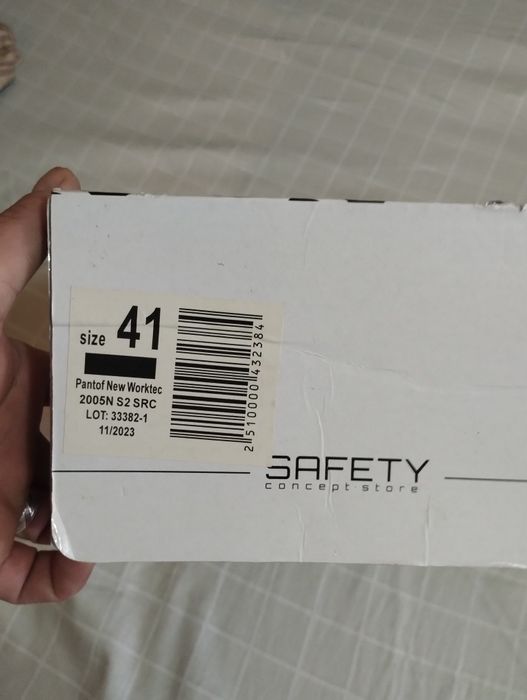 size 41
Pantof New Worktec
2005N S2 SRC
LOT: 33382-1
11/2023
2510000432384
SAFETY
concept·store